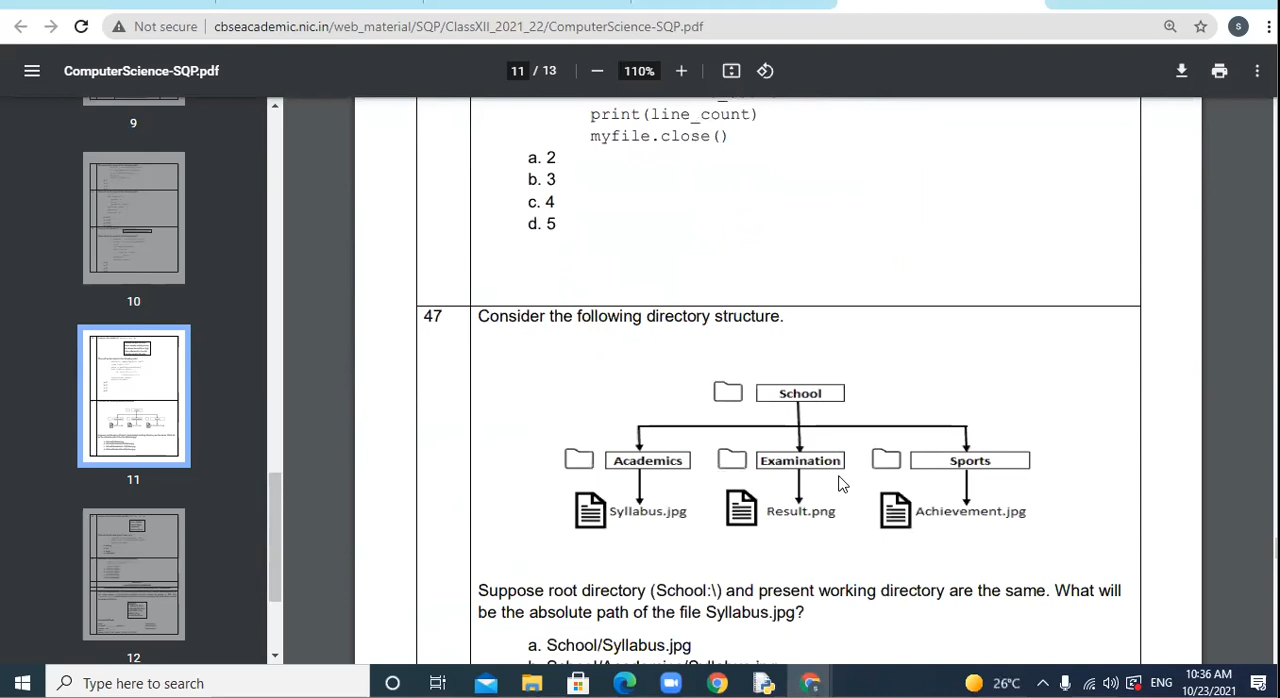 Not secure
cbseacademic.nic.in/web_material/SQP/ClassXII_2021_22/ComputerScience-SQP.pdf
S
ComputerScience-SQP.pdf
11 / 13
110%
9
10
11
12
print(line_count)
myfile.close()
a. 2
b. 3
c. 4
d. 5
47
Consider the following directory structure.
School
Academics
Examination
Sports
Syllabus.jpg
Result.png
Achievement.jpg
Suppose root directory (School:\) and present working directory are the same. What will
be the absolute path of the file Syllabus.jpg?
a. School/Syllabus.jpg
Type here to search
26°C
ENG
10:36 AM
10/23/2021